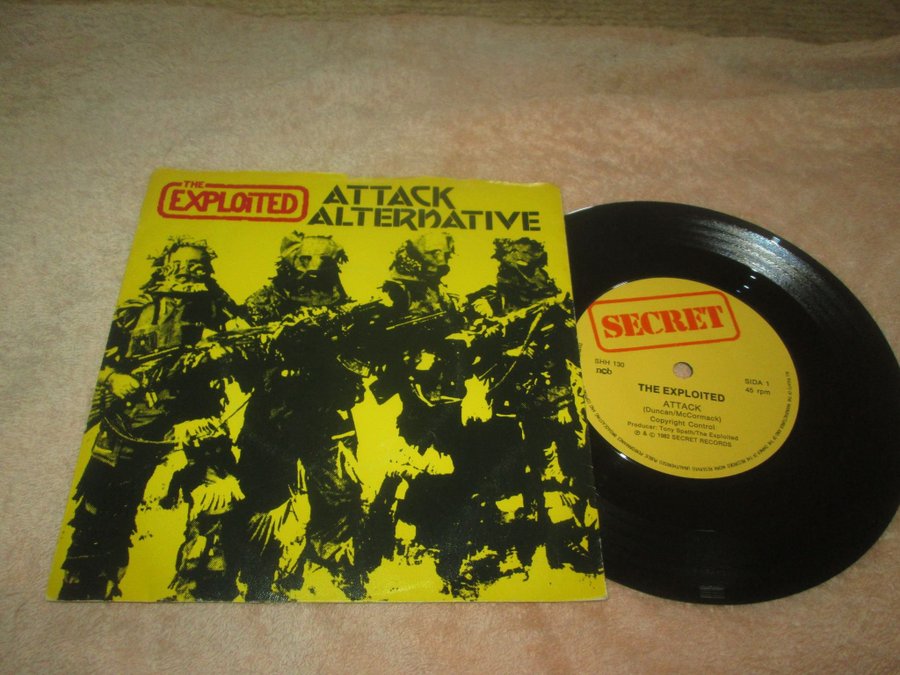 THE
EXPLOITED
ATTACK
ALTERNATIVE
SECRET
SHH 130
ncb
SIDA 1
45 rpm
THE EXPLOITED
ATTACK
(Duncan/McCormack)
Copyright Control
Producer: Tony Spath/The Exploited
℗ & © 1982 SECRET RECORDS